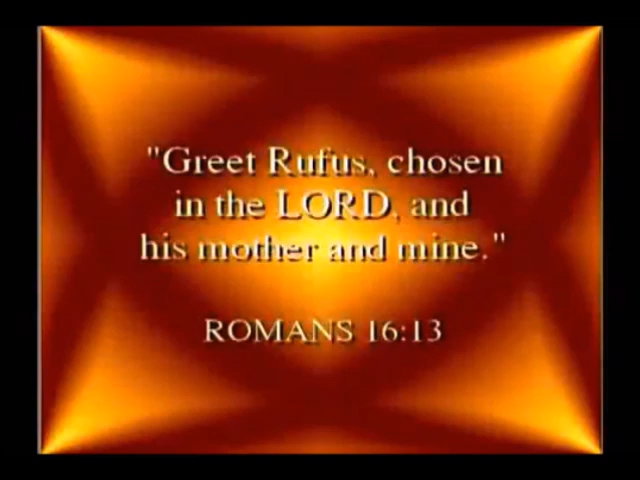 "Greet Rufus, chosen
in the LORD, and
his mother and mine."
ROMANS 16:13